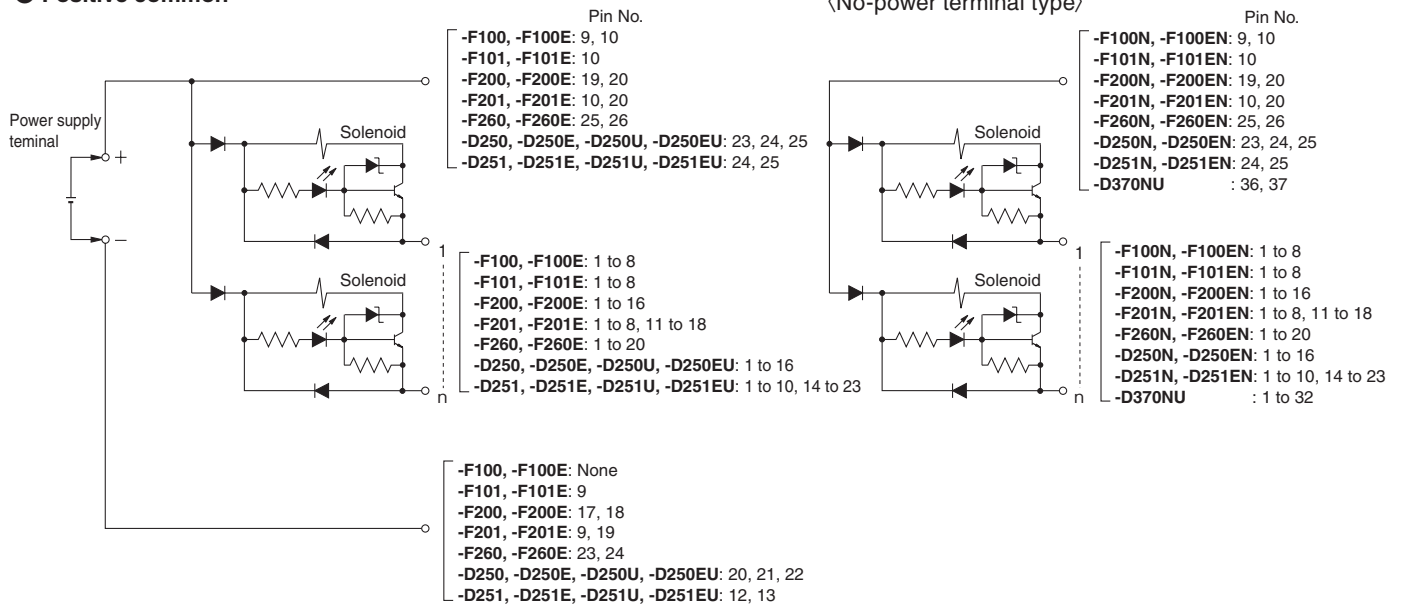 Positive common
Pin No.
-F100, -F100E: 9, 10
-F101, -F101E: 10
-F200, -F200E: 19, 20
-F201, -F201E: 10, 20
-F260, -F260E: 25, 26
-D250, -D250E, -D250U, -D250EU: 23, 24, 25
-D251, -D251E, -D251U, -D251EU: 24, 25
Power supply
teminal
+
−
Solenoid
1
-F100, -F100E: 1 to 8
-F101, -F101E: 1 to 8
-F200, -F200E: 1 to 16
-F201, -F201E: 1 to 8, 11 to 18
-F260, -F260E: 1 to 20
-D250, -D250E, -D250U, -D250EU: 1 to 16
-D251, -D251E, -D251U, -D251EU: 1 to 10, 14 to 23
Solenoid
n
-F100, -F100E: None
-F101, -F101E: 9
-F200, -F200E: 17, 18
-F201, -F201E: 9, 19
-F260, -F260E: 23, 24
-D250, -D250E, -D250U, -D250EU: 20, 21, 22
-D251, -D251E, -D251U, -D251EU: 12, 13
〈No-power terminal type〉
Pin No.
-F100N, -F100EN: 9, 10
-F101N, -F101EN: 10
-F200N, -F200EN: 19, 20
-F201N, -F201EN: 10, 20
-F260N, -F260EN: 25, 26
-D250N, -D250EN: 23, 24, 25
-D251N, -D251EN: 24, 25
-D370NU : 36, 37
Solenoid
1
-F100N, -F100EN: 1 to 8
-F101N, -F101EN: 1 to 8
-F200N, -F200EN: 1 to 16
-F201N, -F201EN: 1 to 8, 11 to 18
-F260N, -F260EN: 1 to 20
-D250N, -D250EN: 1 to 16
-D251N, -D251EN: 1 to 10, 14 to 23
-D370NU : 1 to 32
Solenoid
n